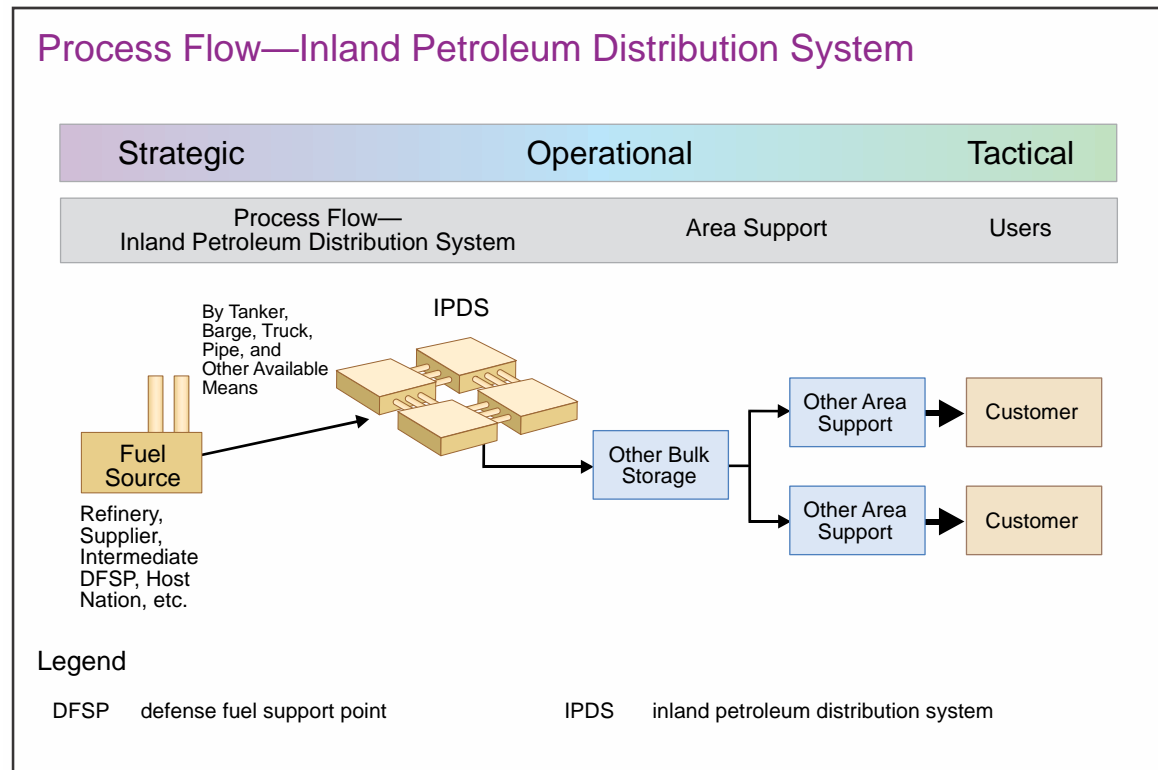 Process Flow—Inland Petroleum Distribution System
Strategic
Operational
Tactical
Process Flow—
Inland Petroleum Distribution System
Area Support
Users
By Tanker,
Barge, Truck,
Pipe, and
Other Available
Means
IPDS
Fuel
Source
Refinery,
Supplier,
Intermediate
DFSP, Host
Nation, etc.
Other Bulk
Storage
Other Area
Support
Customer
Other Area
Support
Customer
Legend
DFSP defense fuel support point
IPDS inland petroleum distribution system